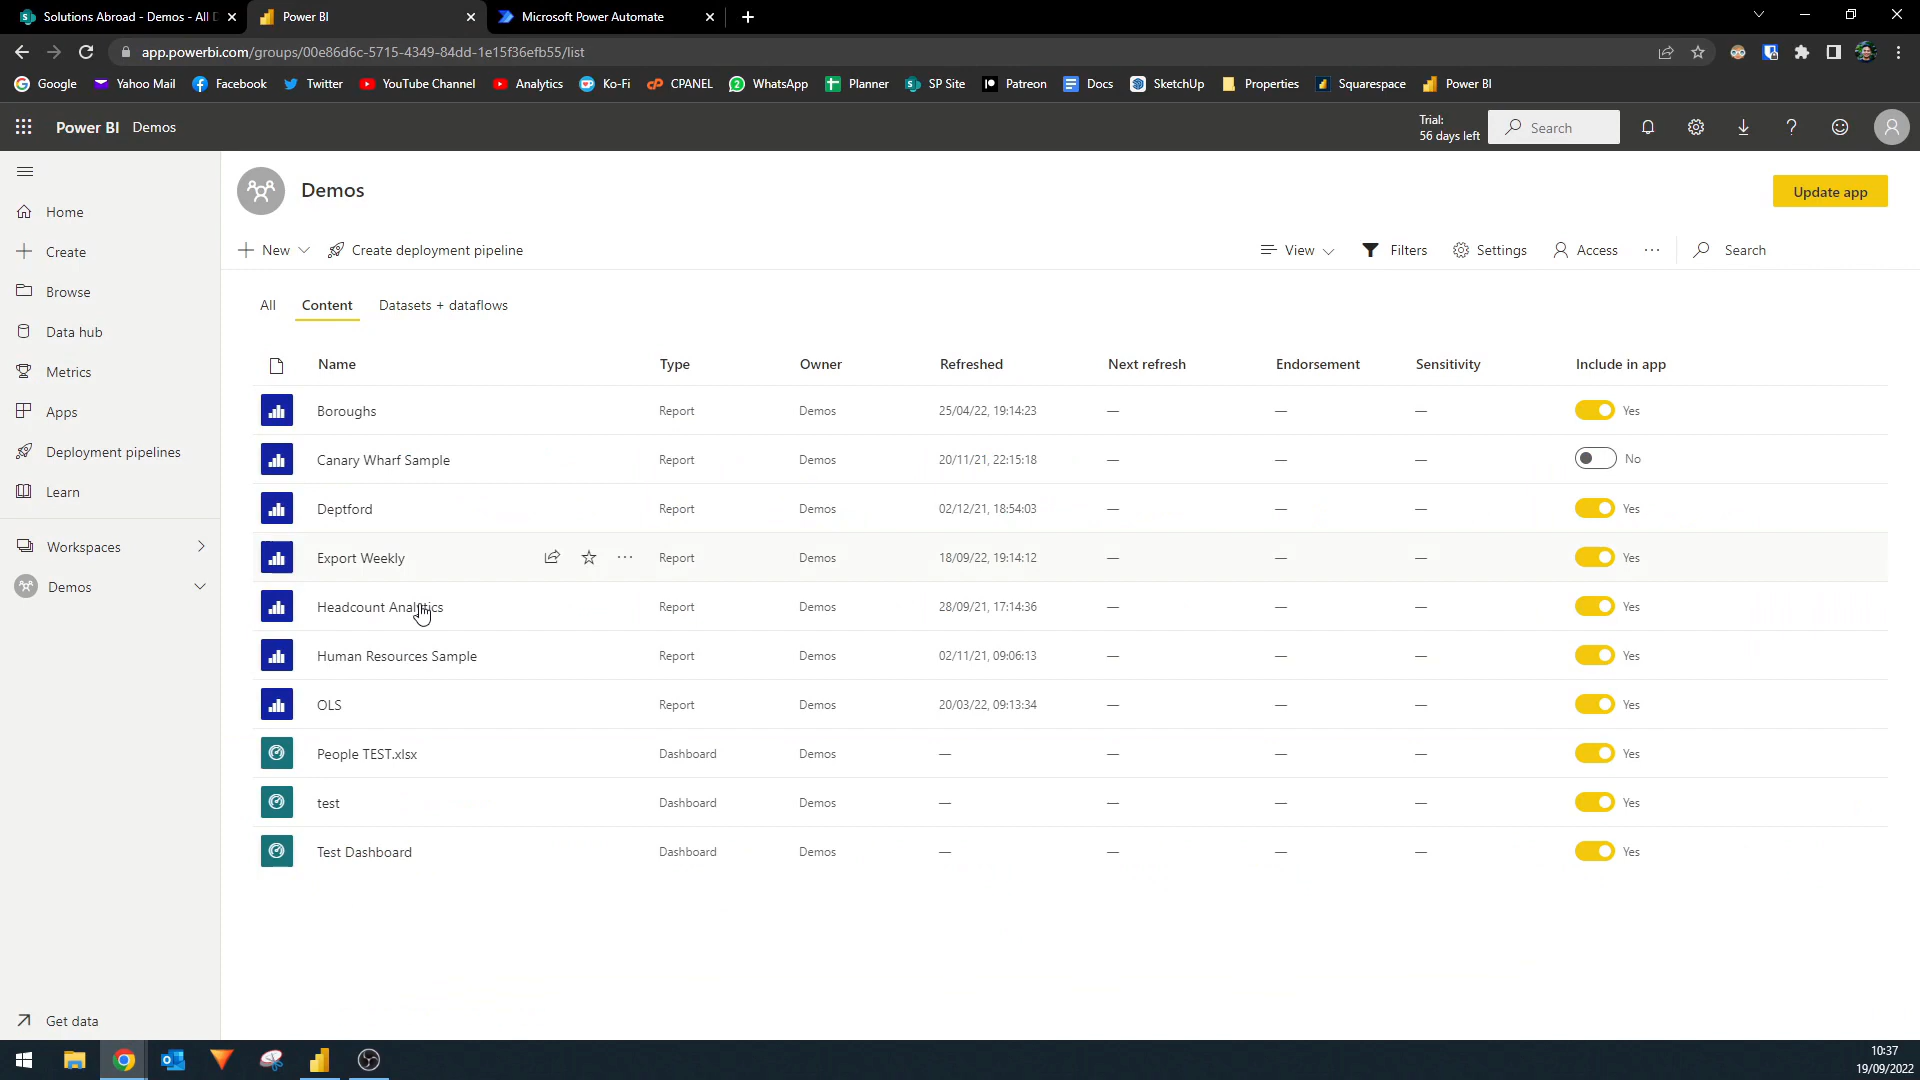 Solutions Abroad - Demos - All D
Power BI
Microsoft Power Automate
app.powerbi.com/groups/00e86d6c-5715-4349-84dd-1e15f36efb55/list
Google Yahoo Mail Facebook Twitter YouTube Channel Analytics Ko-Fi CPANEL WhatsApp Planner SP Site Patreon Docs SketchUp Properties Squarespace Power BI
Power BI Demos
Trial:
56 days left
Search
Home
Create
Browse
Data hub
Metrics
Apps
Deployment pipelines
Learn
Workspaces
Demos
Get data
Demos
Update app
New Create deployment pipeline View Filters Settings Access Search
All Content Datasets + dataflows
Name Type Owner Refreshed Next refresh Endorsement Sensitivity Include in app
Boroughs Report Demos 25/04/22, 19:14:23 — — — Yes
Canary Wharf Sample Report Demos 20/11/21, 22:15:18 — — — No
Deptford Report Demos 02/12/21, 18:54:03 — — — Yes
Export Weekly Report Demos 18/09/22, 19:14:12 — — — Yes
Headcount Analytics Report Demos 28/09/21, 17:14:36 — — — Yes
Human Resources Sample Report Demos 02/11/21, 09:06:13 — — — Yes
OLS Report Demos 20/03/22, 09:13:34 — — — Yes
People TEST.xlsx Dashboard Demos — — — — Yes
test Dashboard Demos — — — — Yes
Test Dashboard Dashboard Demos — — — — Yes
10:37
19/09/2022